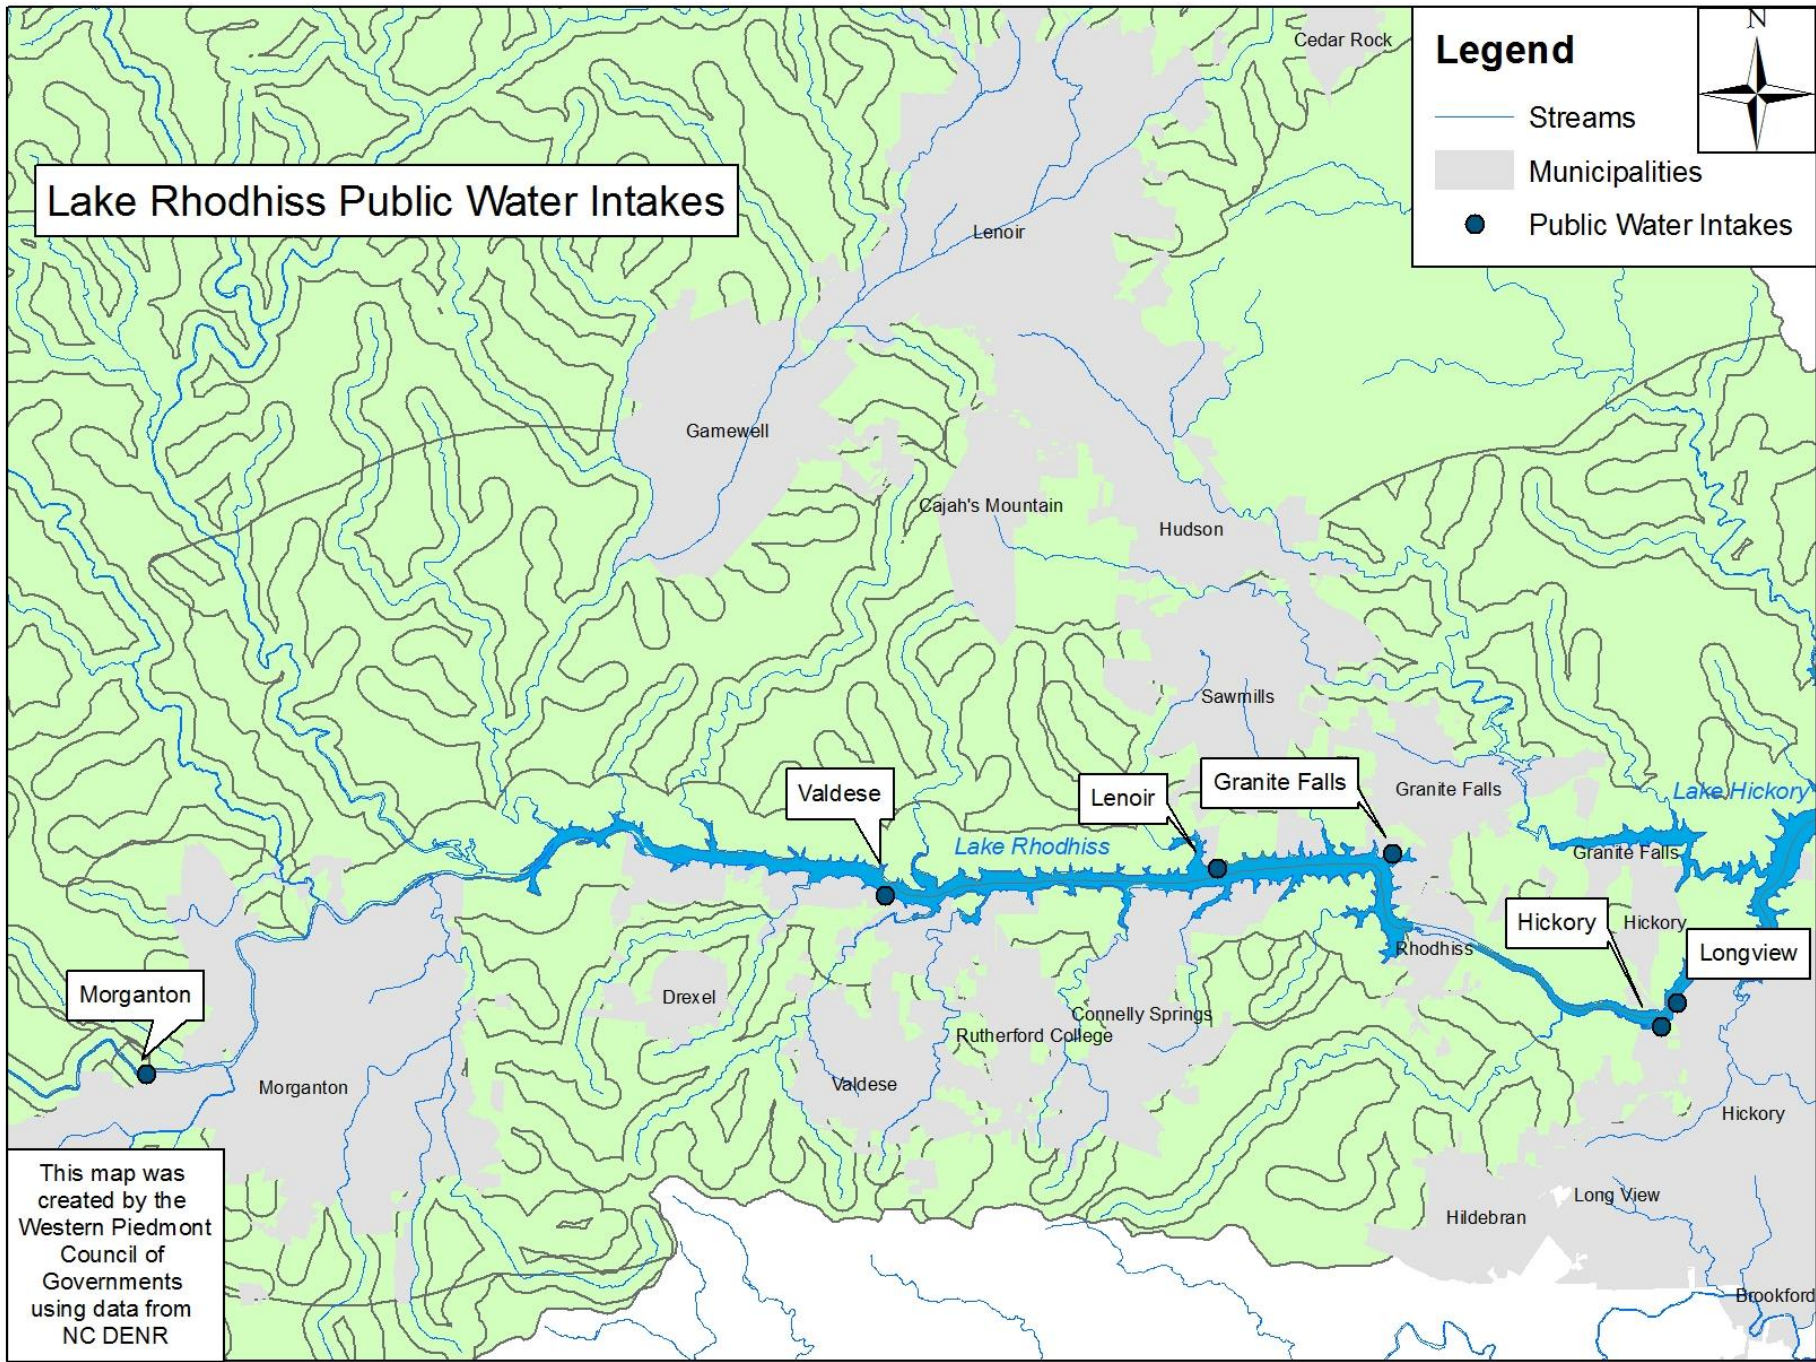 Cedar Rock
Legend
N
Streams
Municipalities
Public Water Intakes
Lake Rhodhiss Public Water Intakes
Lenoir
Gamewell
Cajah's Mountain
Hudson
Sawmills
Valdese
Lenoir
Granite Falls
Granite Falls
Lake Hickory
Lake Rhodhiss
Granite Falls
Hickory
Hickory
Longview
Rhodhiss
Morganton
Drexel
Connelly Springs
Rutherford College
Valdese
Morganton
Hickory
Long View
Hildebran
Brookford
This map was
created by the
Western Piedmont
Council of
Governments
using data from
NC DENR